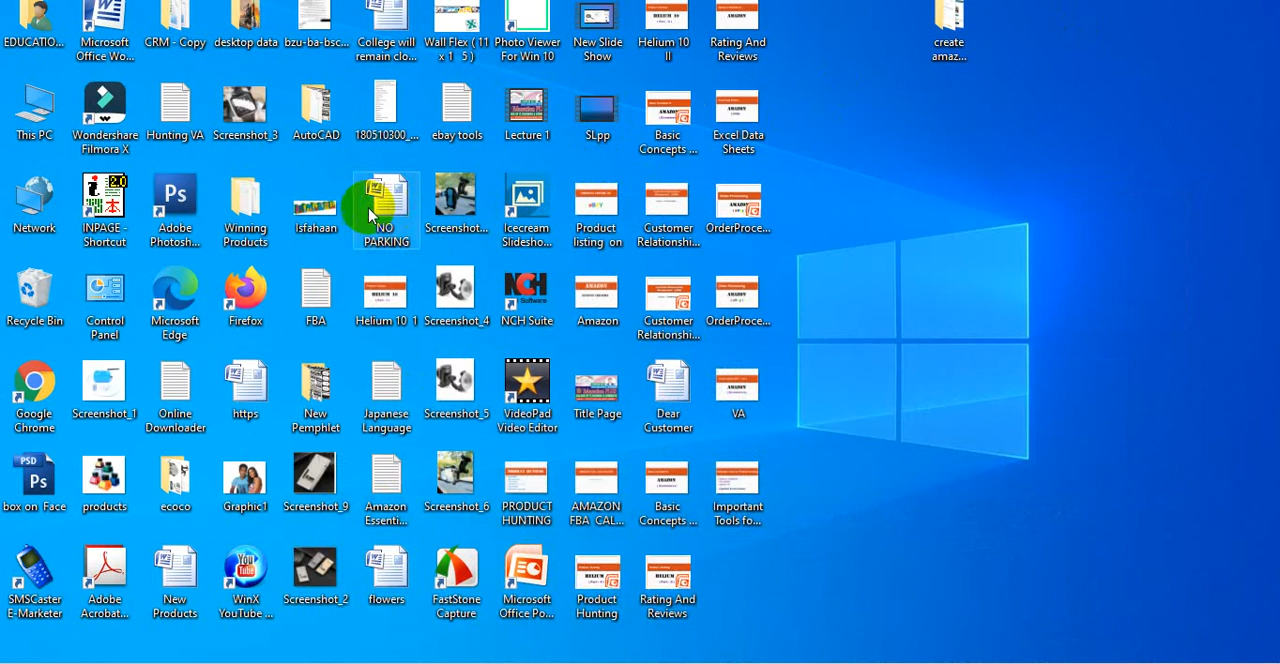 EDUCATIO...
Microsoft
Office Wo...
CRM - Copy
desktop data
bzu-ba-bsc...
College will
remain clo...
Wall Flex ( 11
x 1 5 )
Photo Viewer
For Win 10
New Slide
Show
Helium 10
II
Rating And
Reviews
create
amaz...
This PC
Wondershare
Filmora X
Hunting VA
Screenshot_3
AutoCAD
180510300_...
ebay tools
Lecture 1
SLpp
Basic
Concepts ...
Excel Data
Sheets
Network
INPAGE -
Shortcut
Adobe
Photosh...
Winning
Products
Isfahaan
NO
PARKING
Screenshot...
Icecream
Slidesho...
Product
listing on
Customer
Relationshi...
OrderProce...
Recycle Bin
Control
Panel
Microsoft
Edge
Firefox
FBA
Helium 10 1
Screenshot_4
NCH Suite
Amazon
Customer
Relationshi...
OrderProce...
Google
Chrome
Screenshot_1
Online
Downloader
https
New
Pemphlet
Japanese
Language
Screenshot_5
VideoPad
Video Editor
Title Page
Dear
Customer
VA
box on Face
products
ecoco
Graphic1
Screenshot_9
Amazon
Essenti...
Screenshot_6
PRODUCT
HUNTING
AMAZON
FBA CAL...
Basic
Concepts ...
Important
Tools fo...
SMSCaster
E-Marketer
Adobe
Acrobat...
New
Products
WinX
YouTube ...
Screenshot_2
flowers
FastStone
Capture
Microsoft
Office Po...
Product
Hunting
Rating And
Reviews